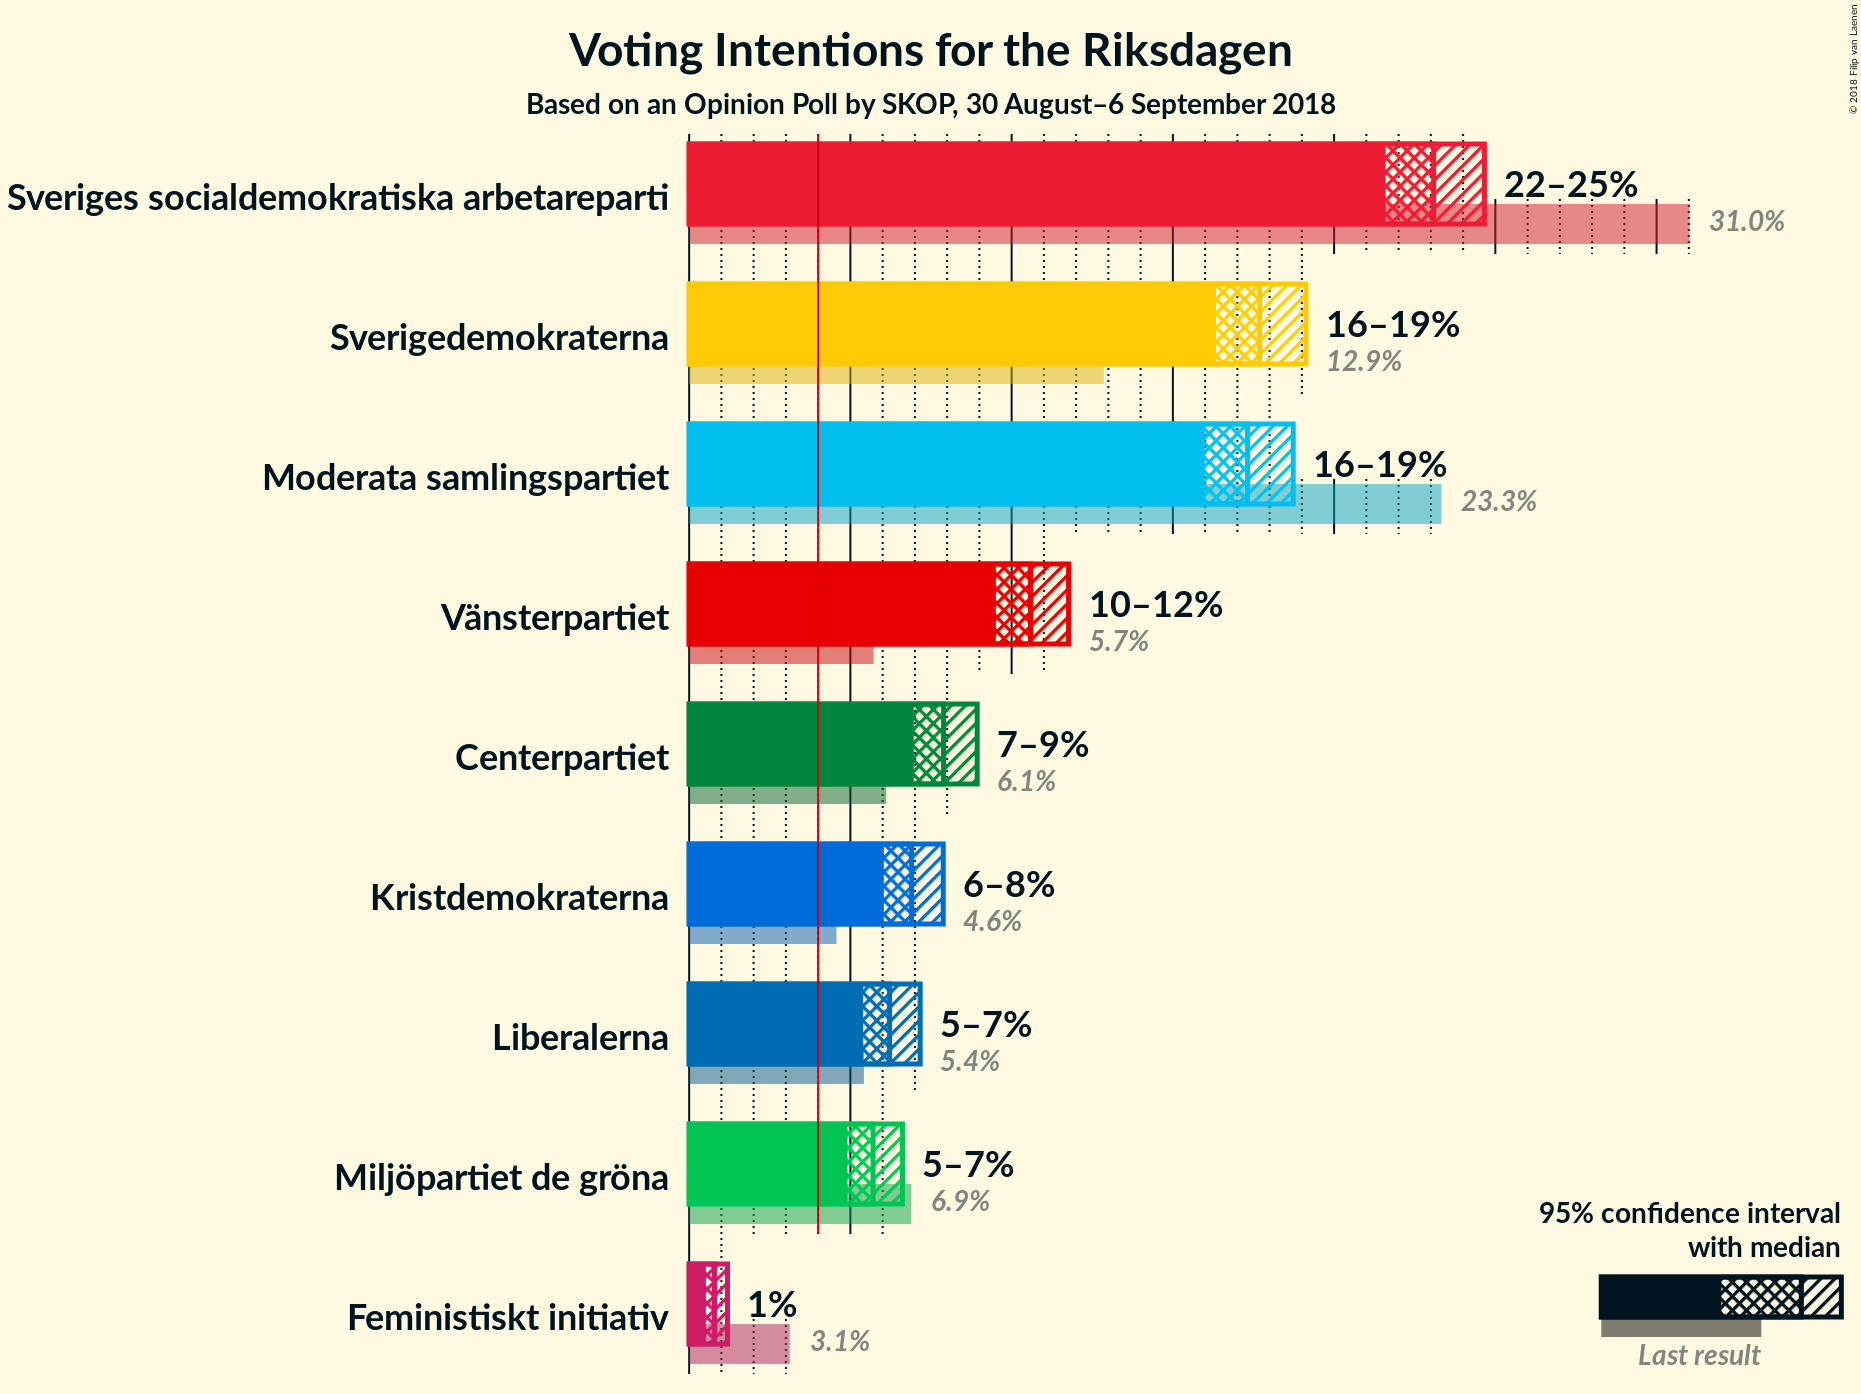 Voting Intentions for the Riksdagen
Based on an Opinion Poll by SKOP, 30 August–6 September 2018
© 2018 Filip van Laenen
Sveriges socialdemokratiska arbetareparti
22–25%
31.0%
Sverigedemokraterna
16–19%
12.9%
Moderata samlingspartiet
16–19%
23.3%
Vänsterpartiet
10–12%
5.7%
Centerpartiet
7–9%
6.1%
Kristdemokraterna
6–8%
4.6%
Liberalerna
5–7%
5.4%
Miljöpartiet de gröna
5–7%
6.9%
Feministiskt initiativ
1%
3.1%
95% confidence interval
with median
Last result